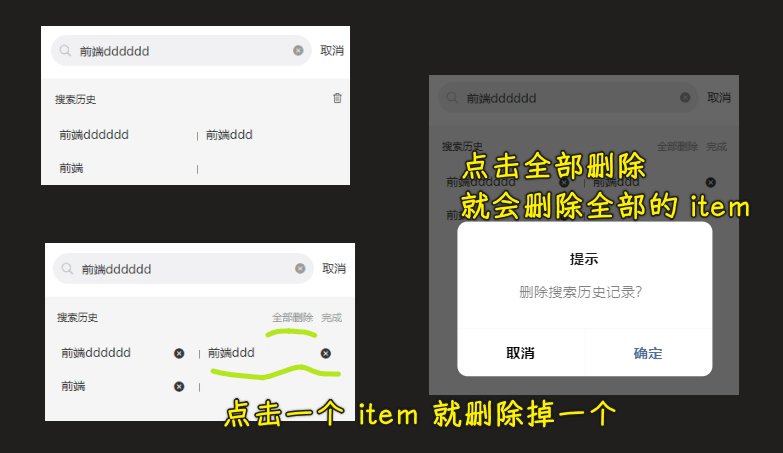 前端dddddd
取消
搜索历史
前端dddddd
前端ddd
前端
前端dddddd
取消
搜索历史
全部删除
完成
前端dddddd
前端ddd
前端
前端dddddd
取消
搜索历史
全部删除
完成
前端dddddd
前端ddd
点击全部删除
就会删除全部的 item
提示
删除搜索历史记录?
取消
确定
点击一个 item 就删除掉一个